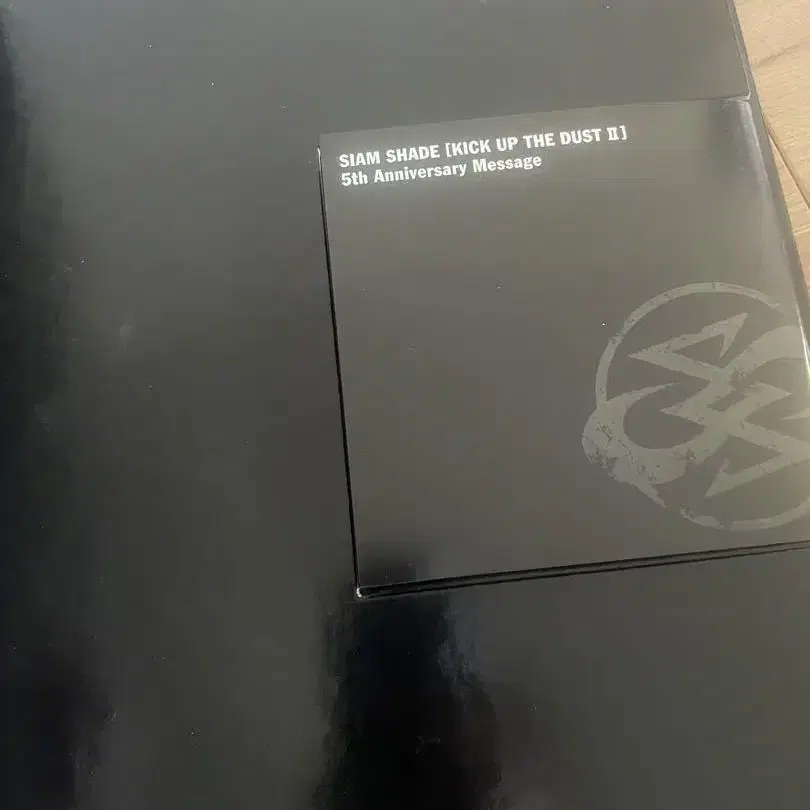 SIAM SHADE [KICK UP THE DUST Ⅱ]
5th Anniversary Message